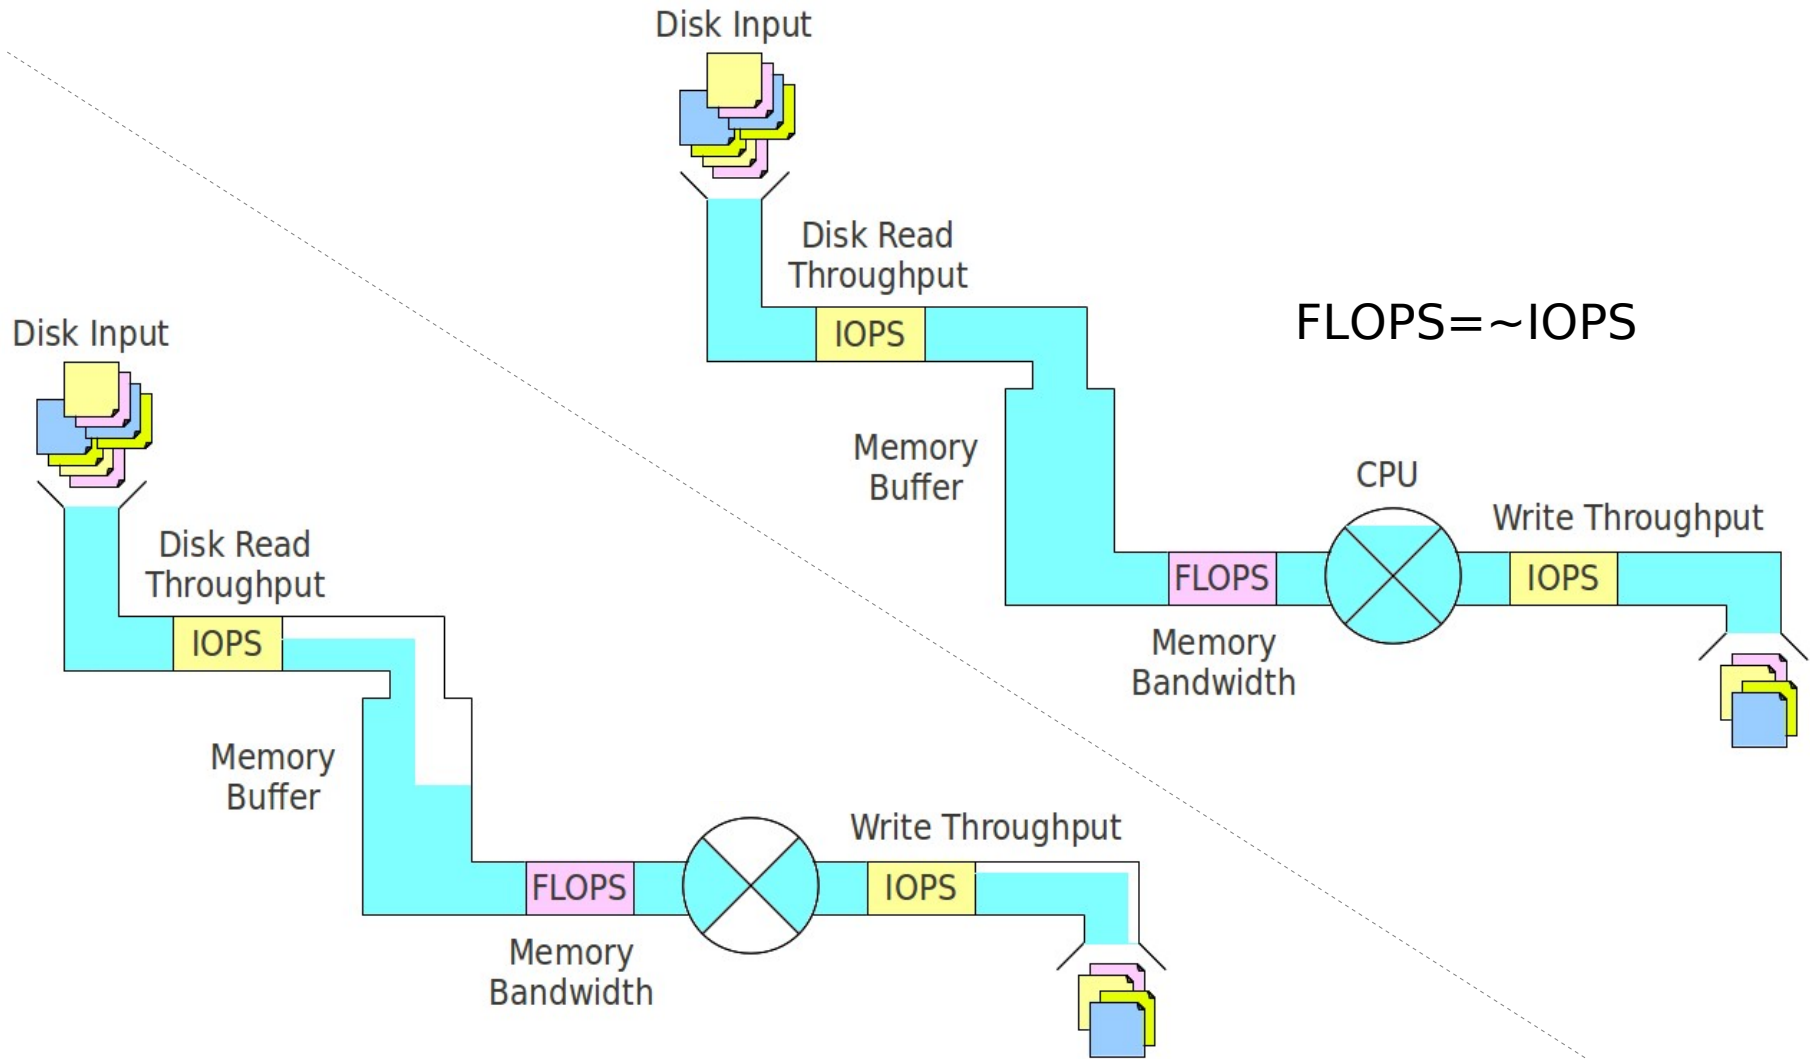 Disk Input
Disk Read
Throughput
IOPS
FLOPS=~IOPS
Memory
Buffer
CPU
Write Throughput
FLOPS
IOPS
Memory
Bandwidth
Disk Input
Disk Read
Throughput
IOPS
Memory
Buffer
Write Throughput
FLOPS
IOPS
Memory
Bandwidth